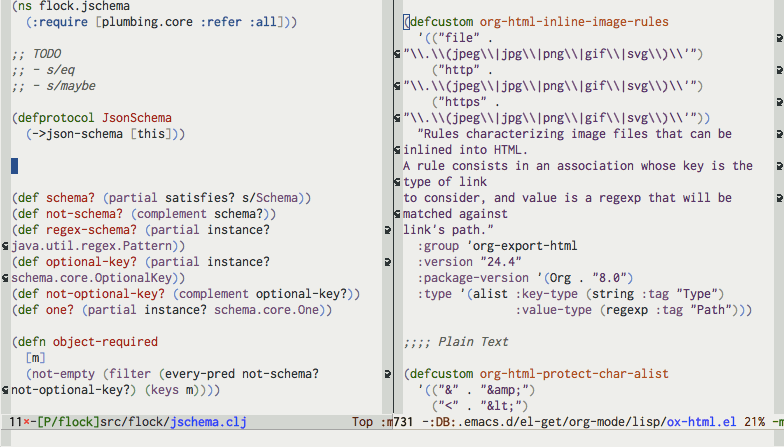 (ns flock.jschema
  (:require [plumbing.core :refer :all]))

;; TODO
;; - s/eq
;; - s/maybe

(defprotocol JsonSchema
  (->json-schema [this]))

(def schema? (partial satisfies? s/Schema))
(def not-schema? (complement schema?))
(def regex-schema? (partial instance?
java.util.regex.Pattern))
(def optional-key? (partial instance?
schema.core.OptionalKey))
(def not-optional-key? (complement optional-key?))
(def one? (partial instance? schema.core.One))

(defn object-required
  [m]
  (not-empty (filter (every-pred not-schema?
not-optional-key?) (keys m))))
11×-[P/flock]src/flock/jschema.clj Top :m
(defcustom org-html-inline-image-rules
  '(("file" .
"\\.\\(jpeg\\|jpg\\|png\\|gif\\|svg\\)\\'")
    ("http" .
"\\.\\(jpeg\\|jpg\\|png\\|gif\\|svg\\)\\'")
    ("https" .
"\\.\\(jpeg\\|jpg\\|png\\|gif\\|svg\\)\\'"))
  "Rules characterizing image files that can be
inlined into HTML.
A rule consists in an association whose key is the
type of link
to consider, and value is a regexp that will be
matched against
link's path."
  :group 'org-export-html
  :version "24.4"
  :package-version '(Org . "8.0")
  :type '(alist :key-type (string :tag "Type")
                :value-type (regexp :tag "Path")))

;;;; Plain Text

(defcustom org-html-protect-char-alist
  '(("&" . "&amp;")
    ("<" . "&lt;")
731 -:DB:.emacs.d/el-get/org-mode/lisp/ox-html.el 21% -m